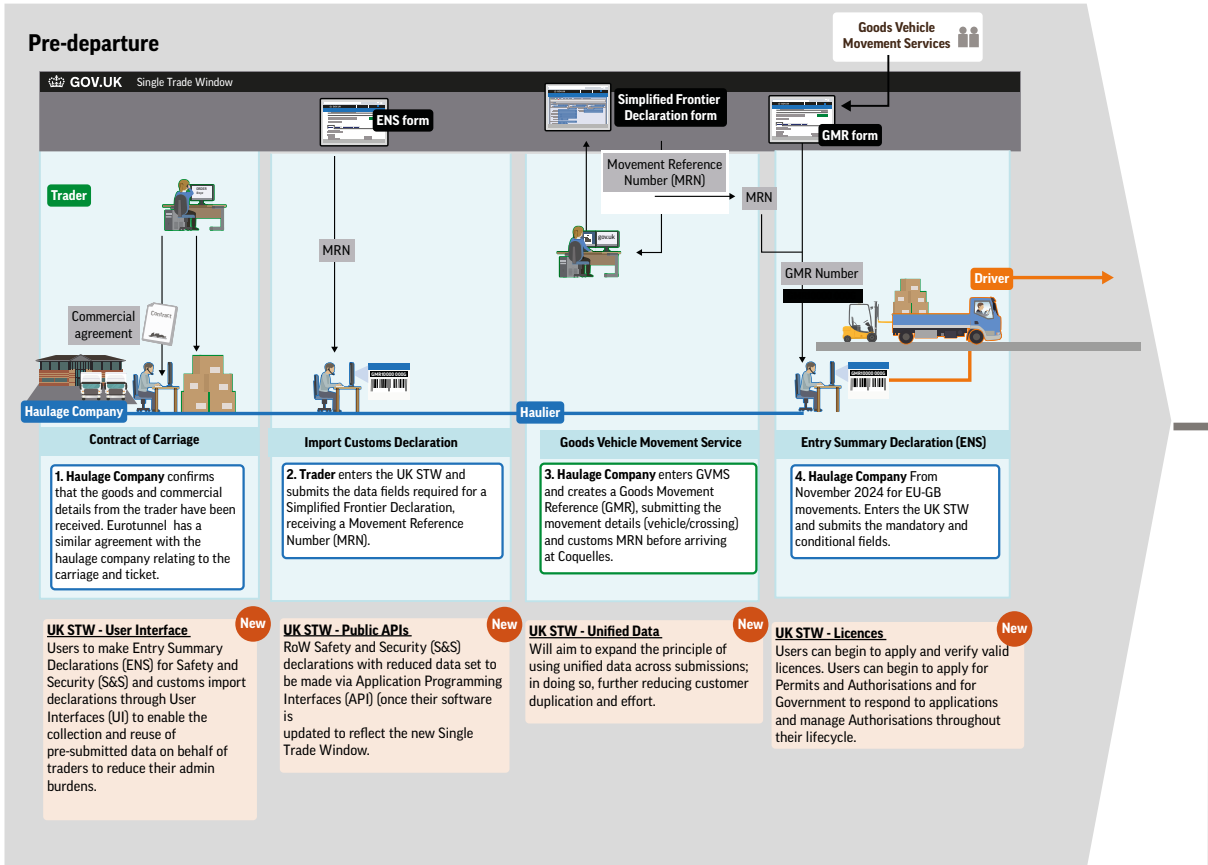 Pre-departure
Goods Vehicle
Movement Services
GOV.UK Single Trade Window
ENS form
Simplified Frontier
Declaration form
GMR form
Trader
Movement Reference
Number (MRN)
MRN
MRN
gov.uk
GMR Number
Driver
Commercial
agreement
Contract
GMR10000 0006
GMR10000 0006
Haulage Company
Haulier
Contract of Carriage
1. Haulage Company confirms
that the goods and commercial
details from the trader have been
received. Eurotunnel has a
similar agreement with the
haulage company relating to the
carriage and ticket.
Import Customs Declaration
2. Trader enters the UK STW and
submits the data fields required for a
Simplified Frontier Declaration,
receiving a Movement Reference
Number (MRN).
Goods Vehicle Movement Service
3. Haulage Company enters GVMS
and creates a Goods Movement
Reference (GMR), submitting the
movement details (vehicle/crossing)
and customs MRN before arriving
at Coquelles.
Entry Summary Declaration (ENS)
4. Haulage Company From
November 2024 for EU-GB
movements. Enters the UK STW
and submits the mandatory and
conditional fields.
New
UK STW - User Interface
Users to make Entry Summary
Declarations (ENS) for Safety and
Security (S&S) and customs import
declarations through User
Interfaces (UI) to enable the
collection and reuse of
pre-submitted data on behalf of
traders to reduce their admin
burdens.
New
UK STW - Public APIs
RoW Safety and Security (S&S)
declarations with reduced data set to
be made via Application Programming
Interfaces (API) (once their software
is
updated to reflect the new Single
Trade Window.
New
UK STW - Unified Data
Will aim to expand the principle of
using unified data across submissions;
in doing so, further reducing customer
duplication and effort.
New
UK STW - Licences
Users can begin to apply and verify valid
licences. Users can begin to apply for
Permits and Authorisations and for
Government to respond to applications
and manage Authorisations throughout
their lifecycle.